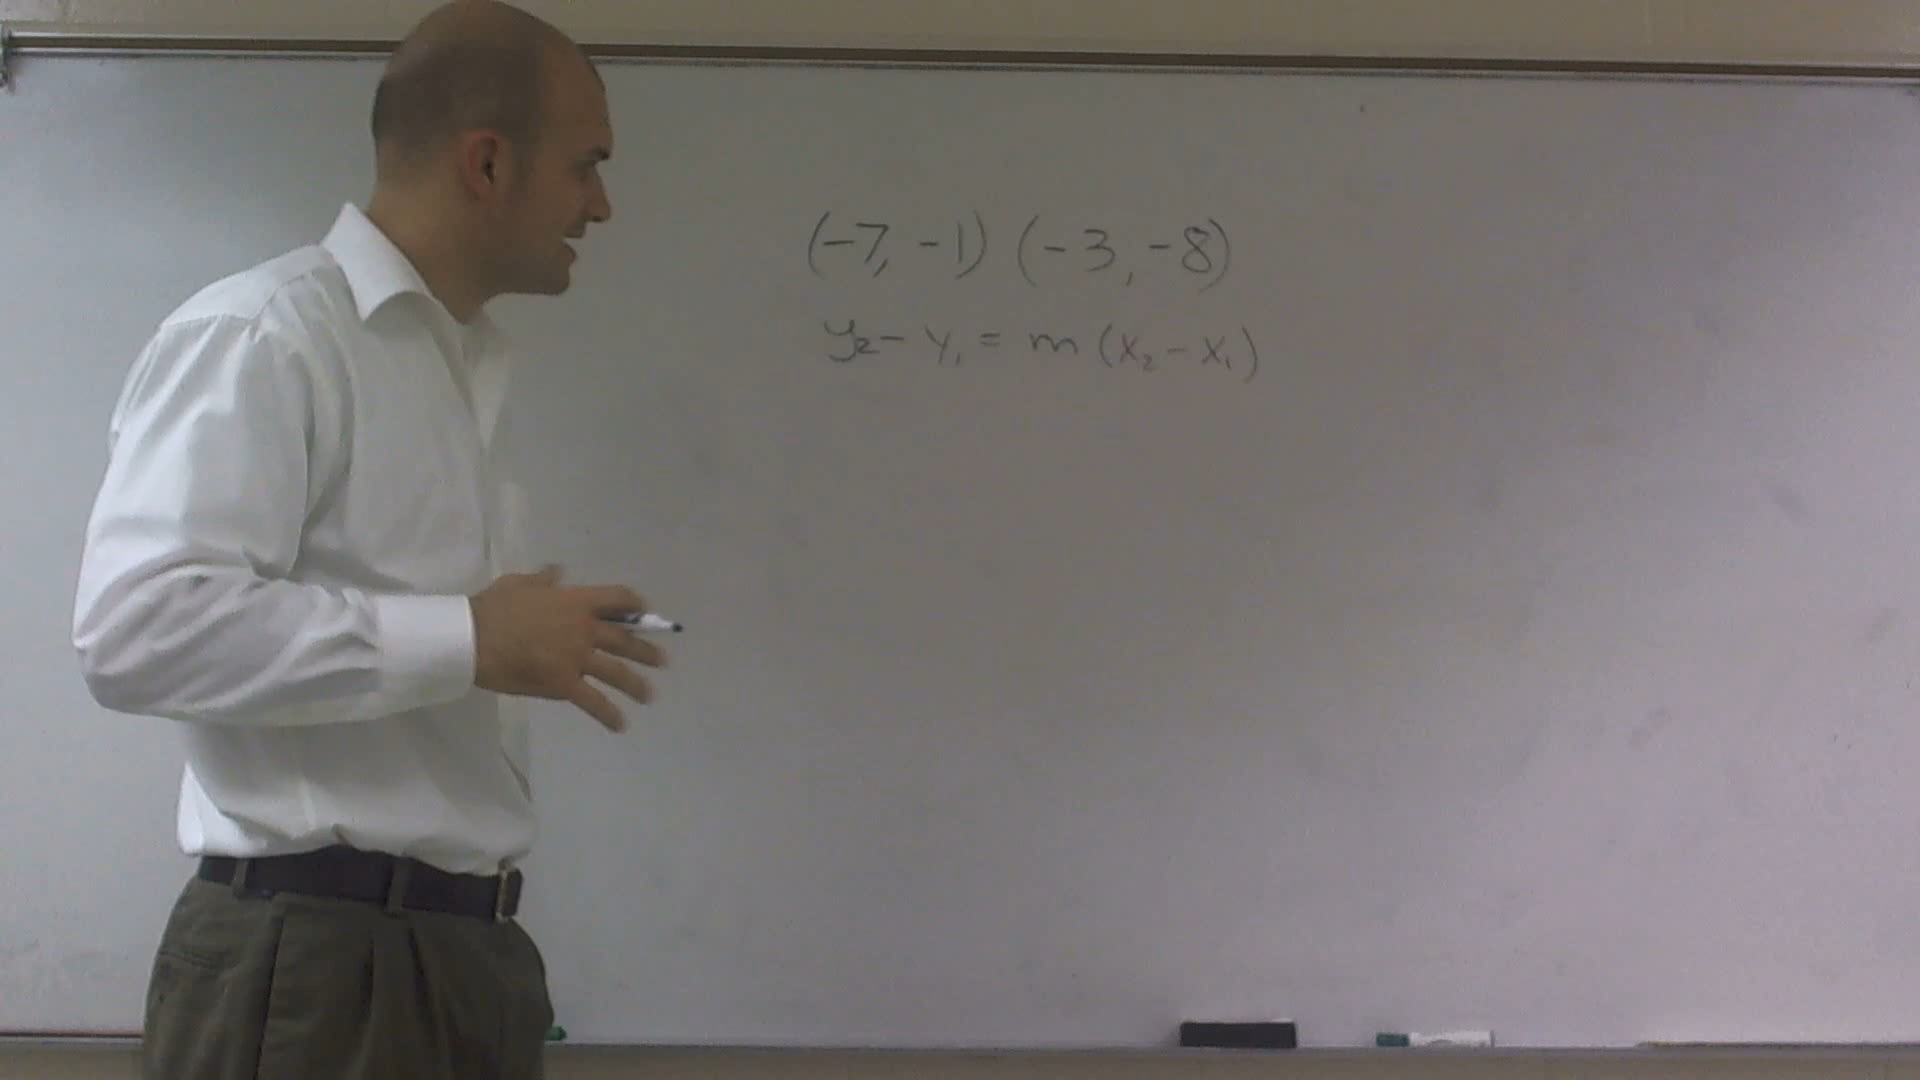 (-7, -1) (-3, -8)
y₂ - y₁ = m (x₂ - x₁)